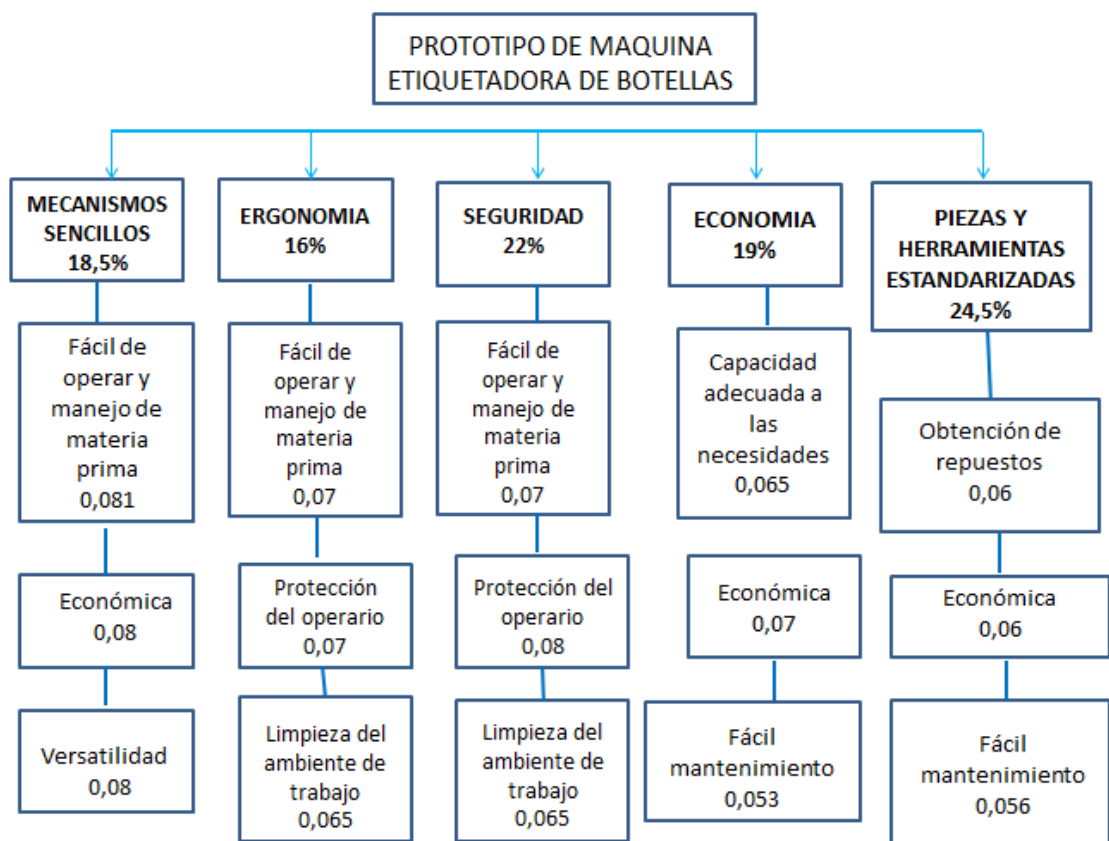 PROTOTIPO DE MAQUINA
ETIQUETADORA DE BOTELLAS
MECANISMOS
SENCILLOS
18,5%
ERGONOMIA
16%
SEGURIDAD
22%
ECONOMIA
19%
PIEZAS Y
HERRAMIENTAS
ESTANDARIZADAS
24,5%
Fácil de
operar y
manejo de
materia
prima
0,081
Fácil de
operar y
manejo de
materia
prima
0,07
Fácil de
operar y
manejo de
materia
prima
0,07
Capacidad
adecuada a
las
necesidades
0,065
Obtención de
repuestos
0,06
Económica
0,08
Protección
del operario
0,07
Protección del
operario
0,08
Económica
0,07
Económica
0,06
Versatilidad
0,08
Limpieza del
ambiente de
trabajo
0,065
Limpieza del
ambiente de
trabajo
0,065
Fácil
mantenimiento
0,053
Fácil
mantenimiento
0,056